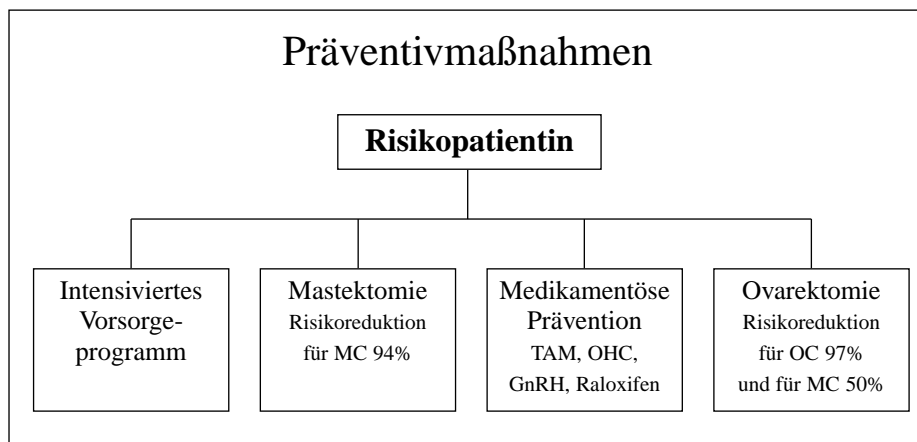 Präventivmaßnahmen
Risikopatientin
Intensiviertes
Vorsorge-
programm
Mastektomie
Risikoreduktion
für MC 94%
Medikamentöse
Prävention
TAM, OHC,
GnRH, Raloxifen
Ovarektomie
Risikoreduktion
für OC 97%
und für MC 50%